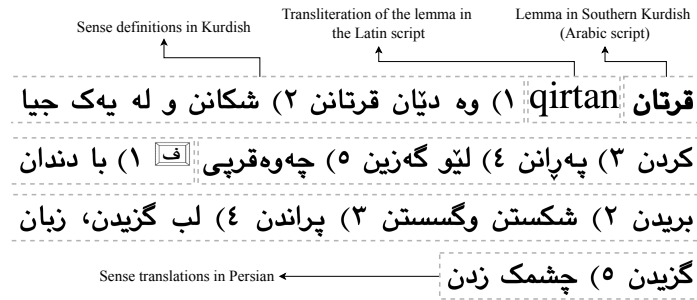 Sense definitions in Kurdish
Transliteration of the lemma in
the Latin script
Lemma in Southern Kurdish
(Arabic script)
قرتان qirtan ١) وە دێان قرتانن ٢) شکانن و لە یەک جیا
کردن ٣) پەڕانن ٤) لێو گەزین ٥) چەوەقرپی ف ١) با دندان
بریدن ٢) شکستن وگسستن ٣) پراندن ٤) لب گزیدن، زبان
گزیدن ٥) چشمک زدن
Sense translations in Persian